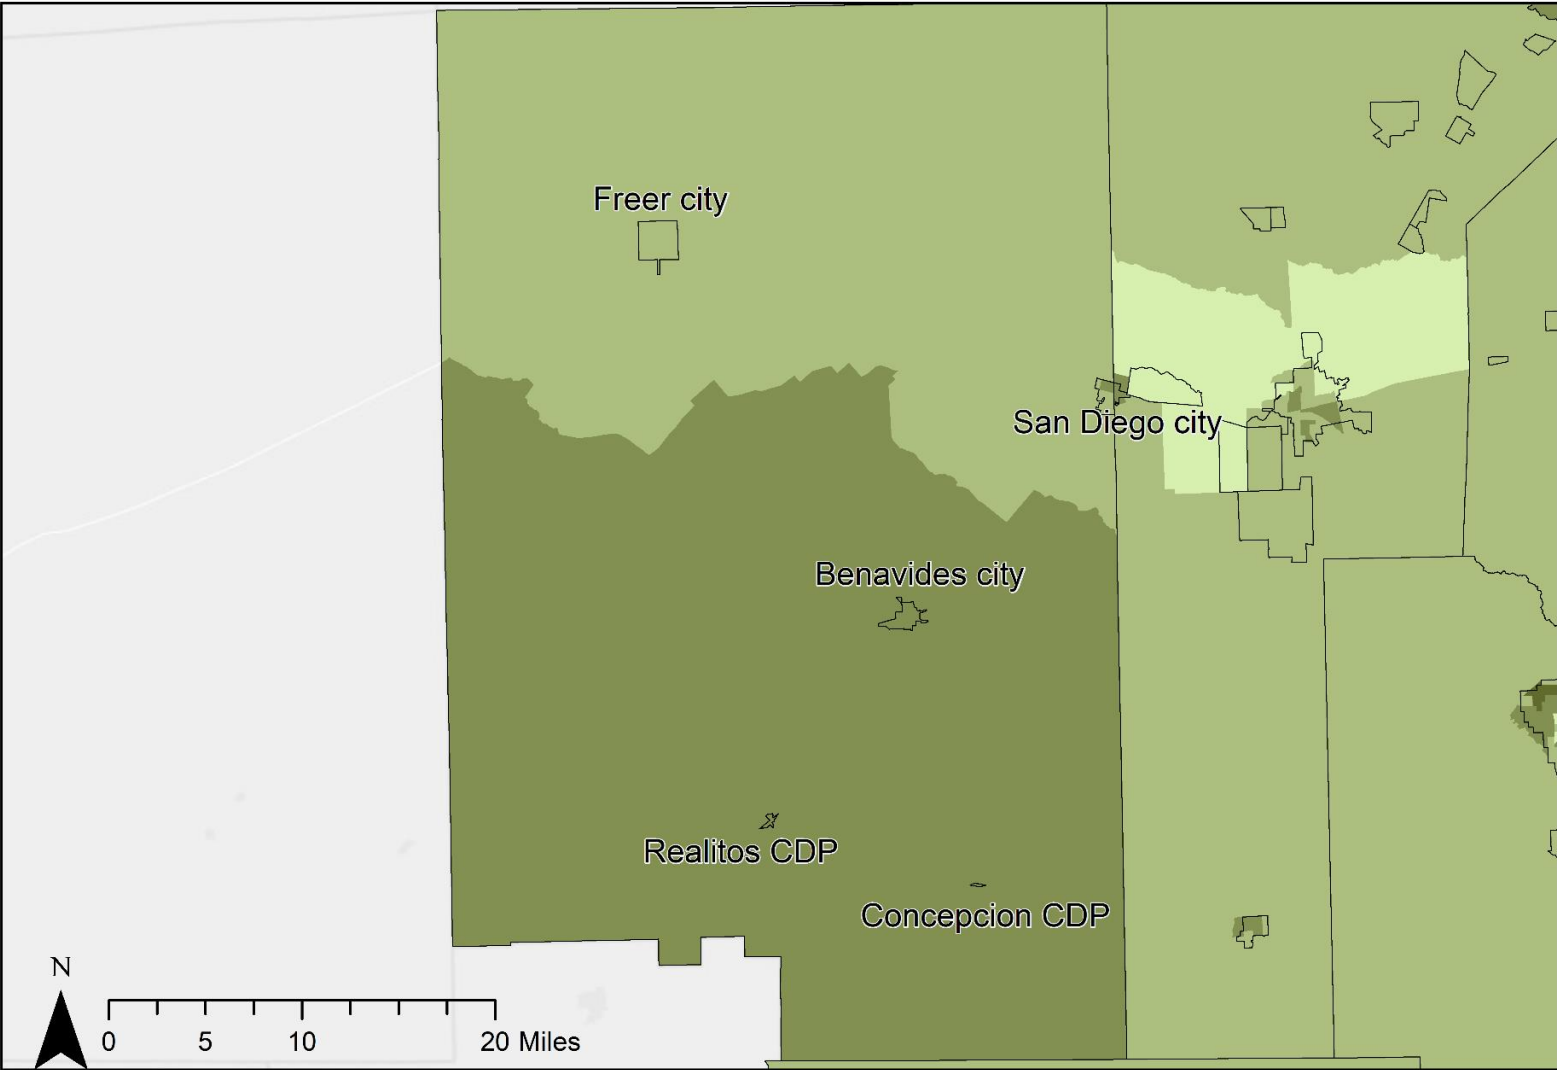 Freer city
San Diego city
Benavides city
Realitos CDP
Concepcion CDP
N
0 5 10 20 Miles